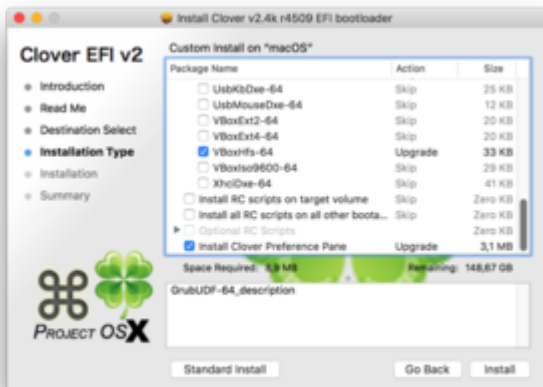 Install Clover v2.4k r4509 EFI bootloader
Clover EFI v2
Custom Install on "macOS"
Package Name Action Size
UsbKbDxe-64 Skip 25 KB
UsbMouseDxe-64 Skip 12 KB
VBoxExt2-64 Skip 20 KB
VBoxExt4-64 Skip 20 KB
VBoxHfs-64 Upgrade 33 KB
VBoxIso9600-64 Skip 29 KB
XhciDxe-64 Skip 41 KB
Install RC scripts on target volume Skip Zero KB
Install all RC scripts on all other boota... Skip Zero KB
Optional RC Scripts Zero KB
Install Clover Preference Pane Upgrade 3,1 MB
Introduction
Read Me
Destination Select
Installation Type
Installation
Summary
Space Required: 8,9 MB Remaining: 148,67 GB
GrubUDF-64_description
PROJECT OSX
Standard Install Go Back Install